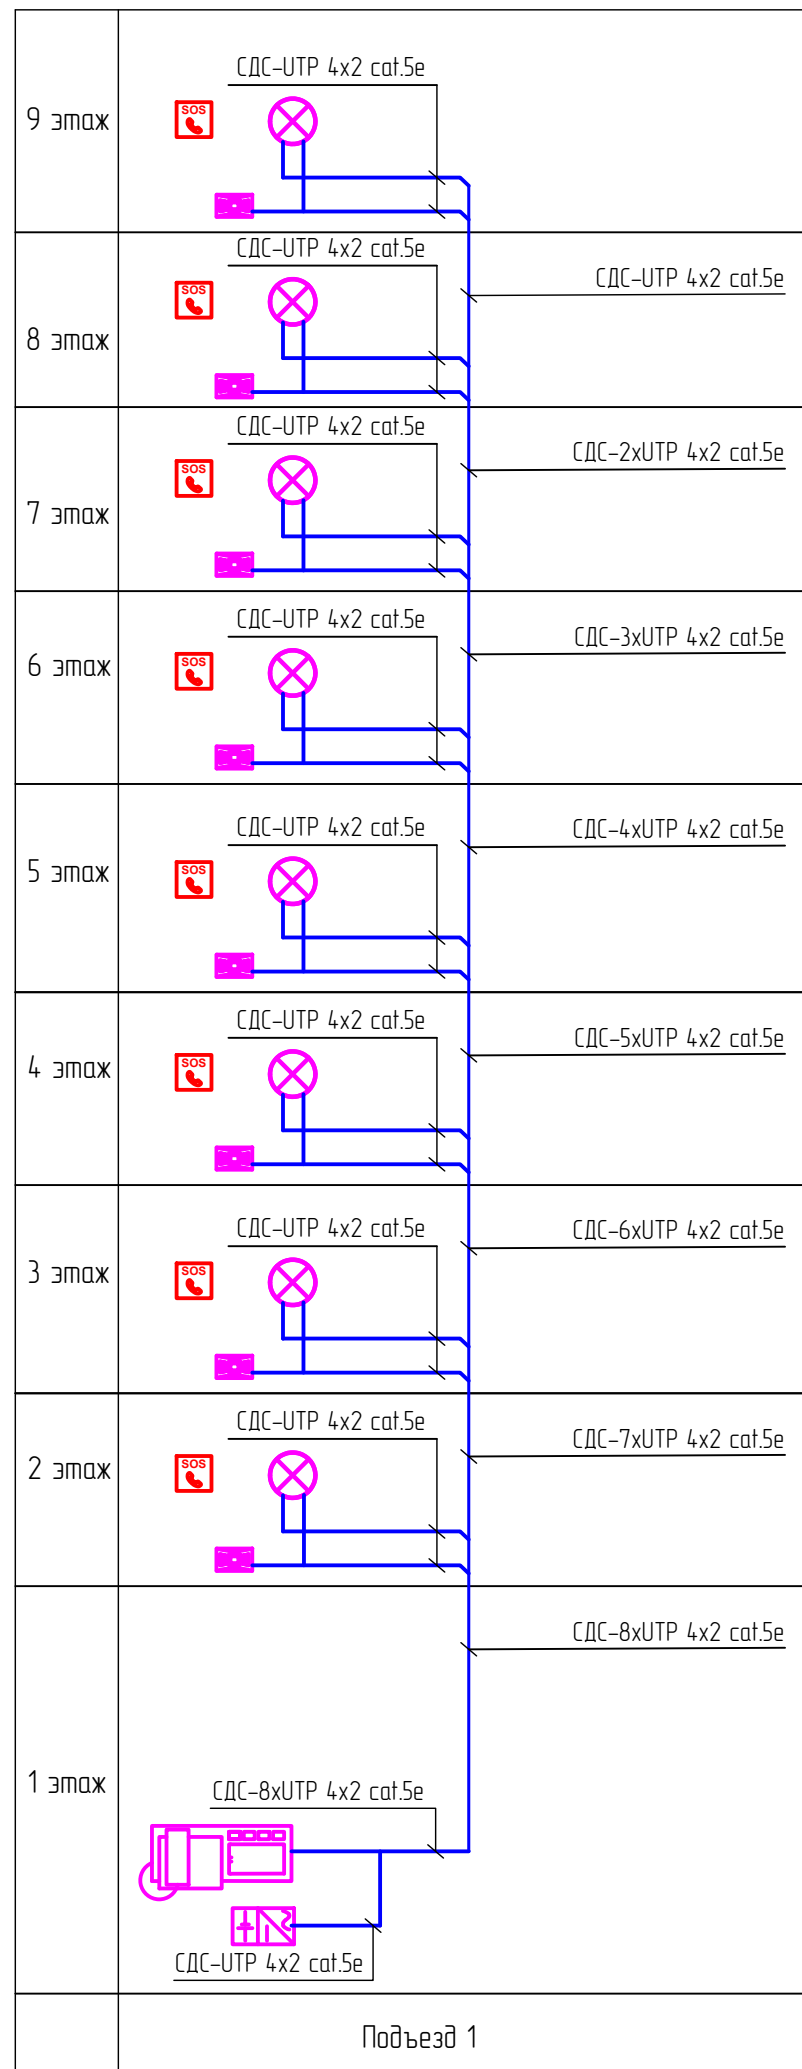 СДС-UTP 4x2 cat.5e
9 этаж
SOS
СДС-UTP 4x2 cat.5e
СДС-UTP 4x2 cat.5e
8 этаж
SOS
СДС-UTP 4x2 cat.5e
СДС-2xUTP 4x2 cat.5e
7 этаж
SOS
СДС-UTP 4x2 cat.5e
СДС-3xUTP 4x2 cat.5e
6 этаж
SOS
СДС-UTP 4x2 cat.5e
СДС-4xUTP 4x2 cat.5e
5 этаж
SOS
СДС-UTP 4x2 cat.5e
СДС-5xUTP 4x2 cat.5e
4 этаж
SOS
СДС-UTP 4x2 cat.5e
СДС-6xUTP 4x2 cat.5e
3 этаж
SOS
СДС-UTP 4x2 cat.5e
СДС-7xUTP 4x2 cat.5e
2 этаж
SOS
СДС-8xUTP 4x2 cat.5e
1 этаж
СДС-8xUTP 4x2 cat.5e
СДС-UTP 4x2 cat.5e
Подъезд 1